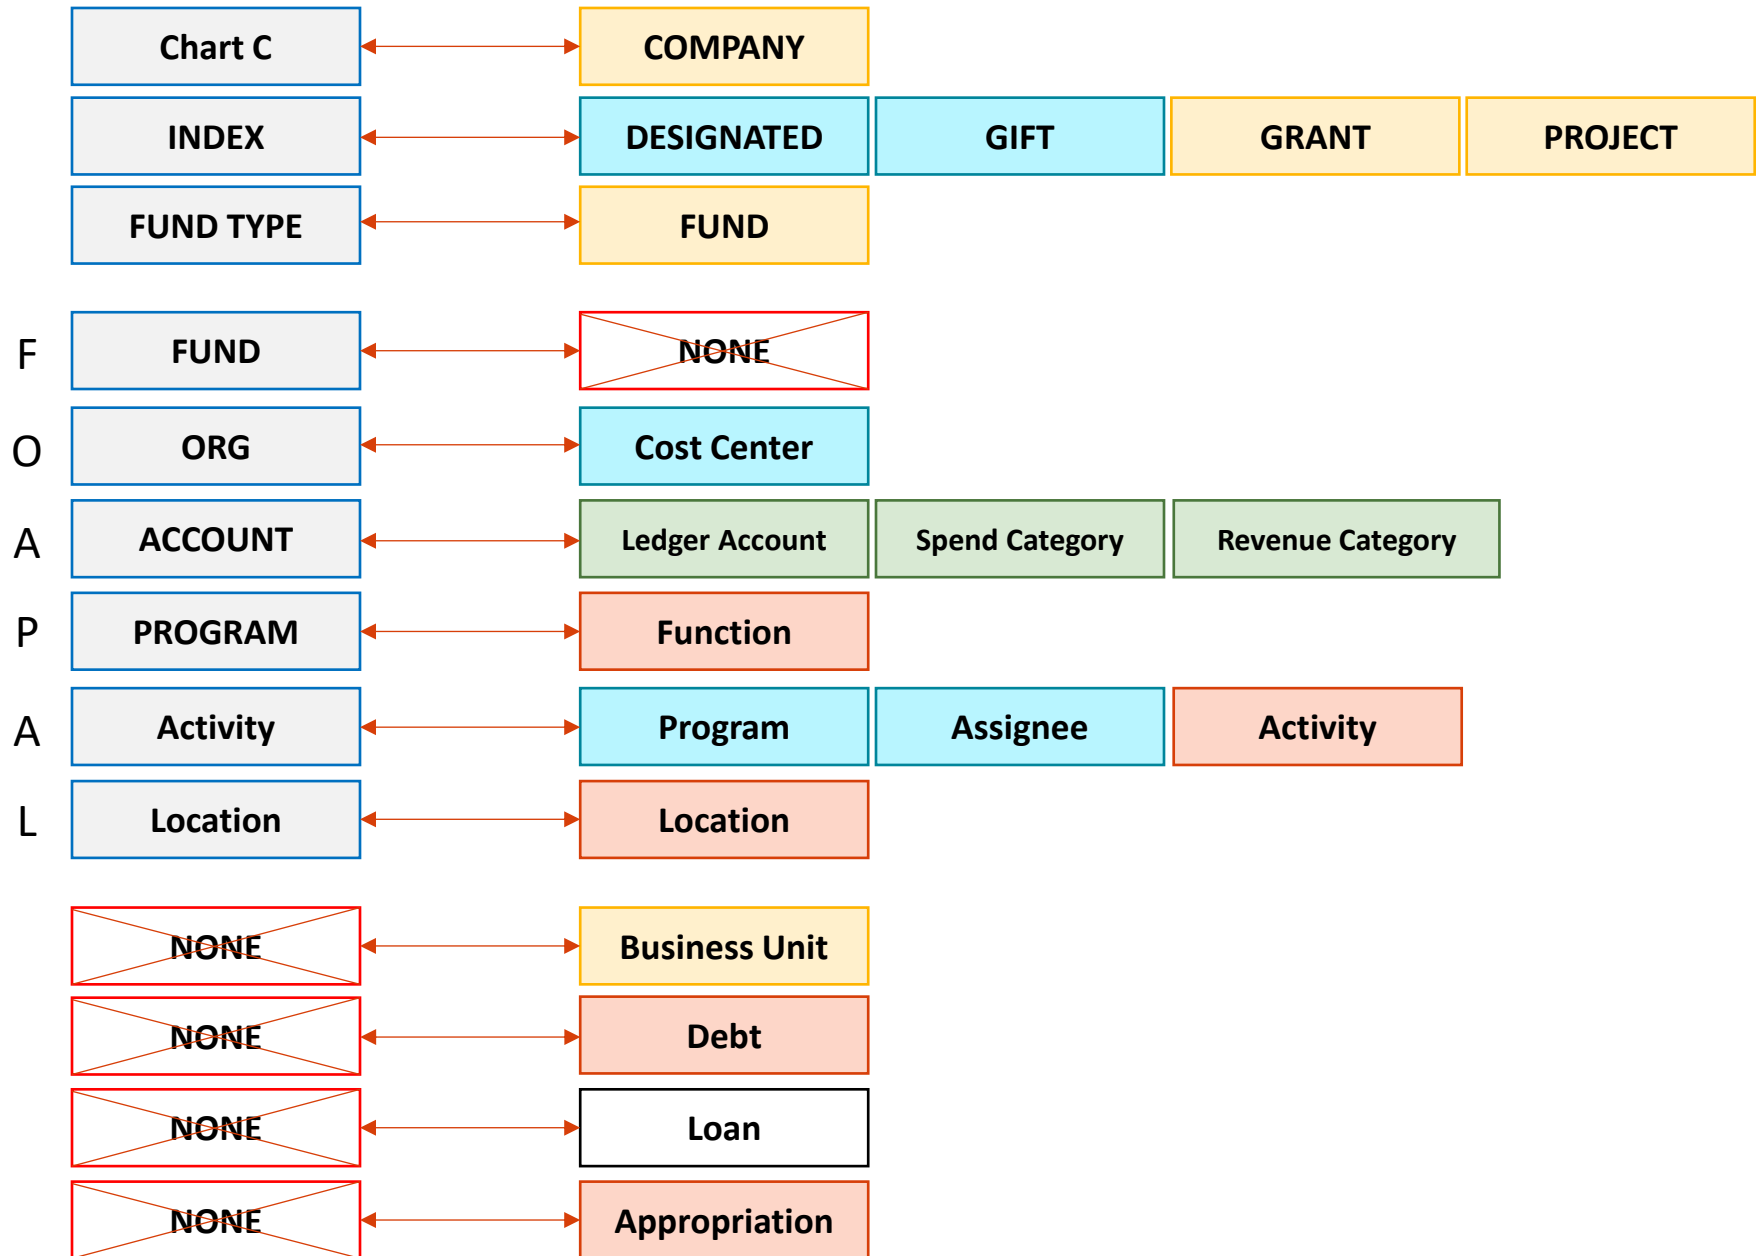 Chart C COMPANY
INDEX DESIGNATED GIFT GRANT PROJECT
FUND TYPE FUND
F FUND NONE
O ORG Cost Center
A ACCOUNT Ledger Account Spend Category Revenue Category
P PROGRAM Function
A Activity Program Assignee Activity
L Location Location
NONE Business Unit
NONE Debt
NONE Loan
NONE Appropriation